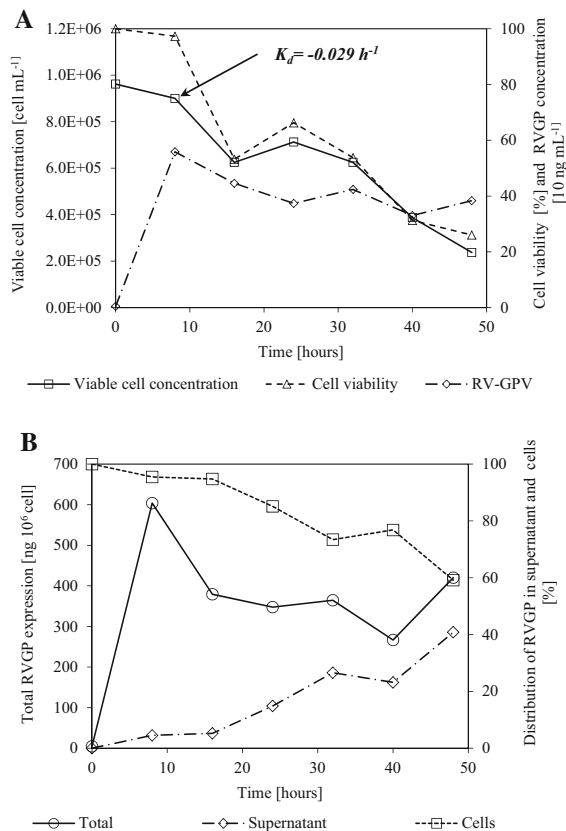 A
1.2E+06
1.0E+06
8.0E+05
6.0E+05
4.0E+05
2.0E+05
0.0E+00
Viable cell concentration [cell mL⁻¹]
K_d= -0.029 h⁻¹
100
80
60
40
20
0
Cell viability [%] and RVGP concentration
[10 ng mL⁻¹]
0 10 20 30 40 50
Time [hours]
Viable cell concentration Cell viability RV-GPV
B
700
600
500
400
300
200
100
0
Total RVGP expression [ng 10⁶ cell]
100
80
60
40
20
0
Distribution of RVGP in supernatant and cells
[%]
0 10 20 30 40 50
Time [hours]
Total Supernatant Cells